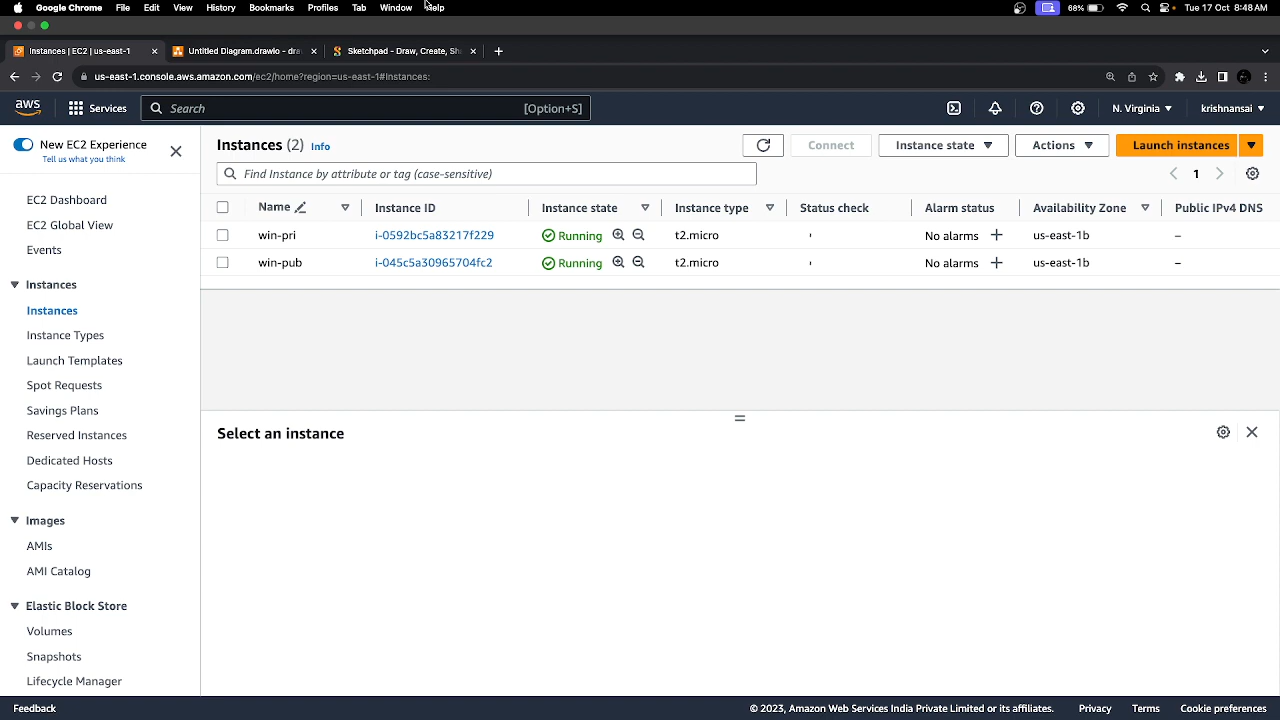 Google Chrome File Edit View History Bookmarks Profiles Tab Window Help 68% Tue 17 Oct 8:48 AM
Instances | EC2 | us-east-1 Untitled Diagram.drawio - dra Sketchpad - Draw, Create, Sh
us-east-1.console.aws.amazon.com/ec2/home?region=us-east-1#Instances:
aws Services Search [Option+S] N. Virginia krishnansai
New EC2 Experience
Tell us what you think
EC2 Dashboard
EC2 Global View
Events
Instances
Instances
Instance Types
Launch Templates
Spot Requests
Savings Plans
Reserved Instances
Dedicated Hosts
Capacity Reservations
Images
AMIs
AMI Catalog
Elastic Block Store
Volumes
Snapshots
Lifecycle Manager
Instances (2) Info Connect Instance state Actions Launch instances
Find Instance by attribute or tag (case-sensitive) 1
Name Instance ID Instance state Instance type Status check Alarm status Availability Zone Public IPv4 DNS
win-pri i-0592bc5a83217f229 Running t2.micro No alarms + us-east-1b –
win-pub i-045c5a30965704fc2 Running t2.micro No alarms + us-east-1b –
Select an instance
Feedback © 2023, Amazon Web Services India Private Limited or its affiliates. Privacy Terms Cookie preferences